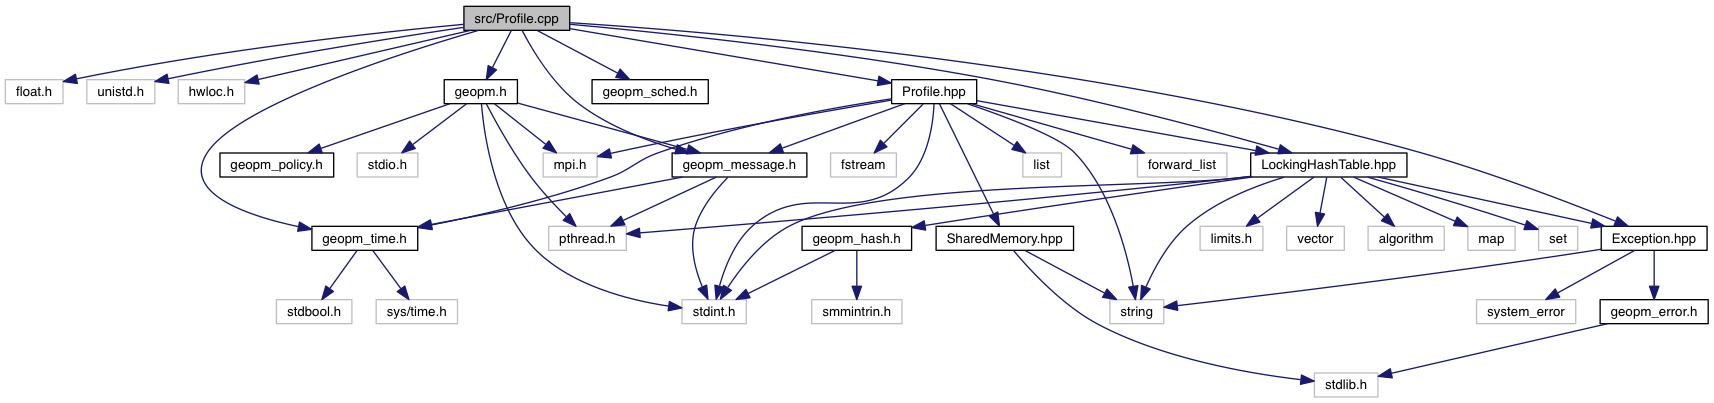 src/Profile.cpp
float.h
unistd.h
hwloc.h
geopm.h
geopm_sched.h
Profile.hpp
geopm_policy.h
stdio.h
mpi.h
geopm_message.h
fstream
list
forward_list
LockingHashTable.hpp
geopm_time.h
pthread.h
geopm_hash.h
SharedMemory.hpp
limits.h
vector
algorithm
map
set
Exception.hpp
stdbool.h
sys/time.h
stdint.h
smmintrin.h
string
system_error
geopm_error.h
stdlib.h